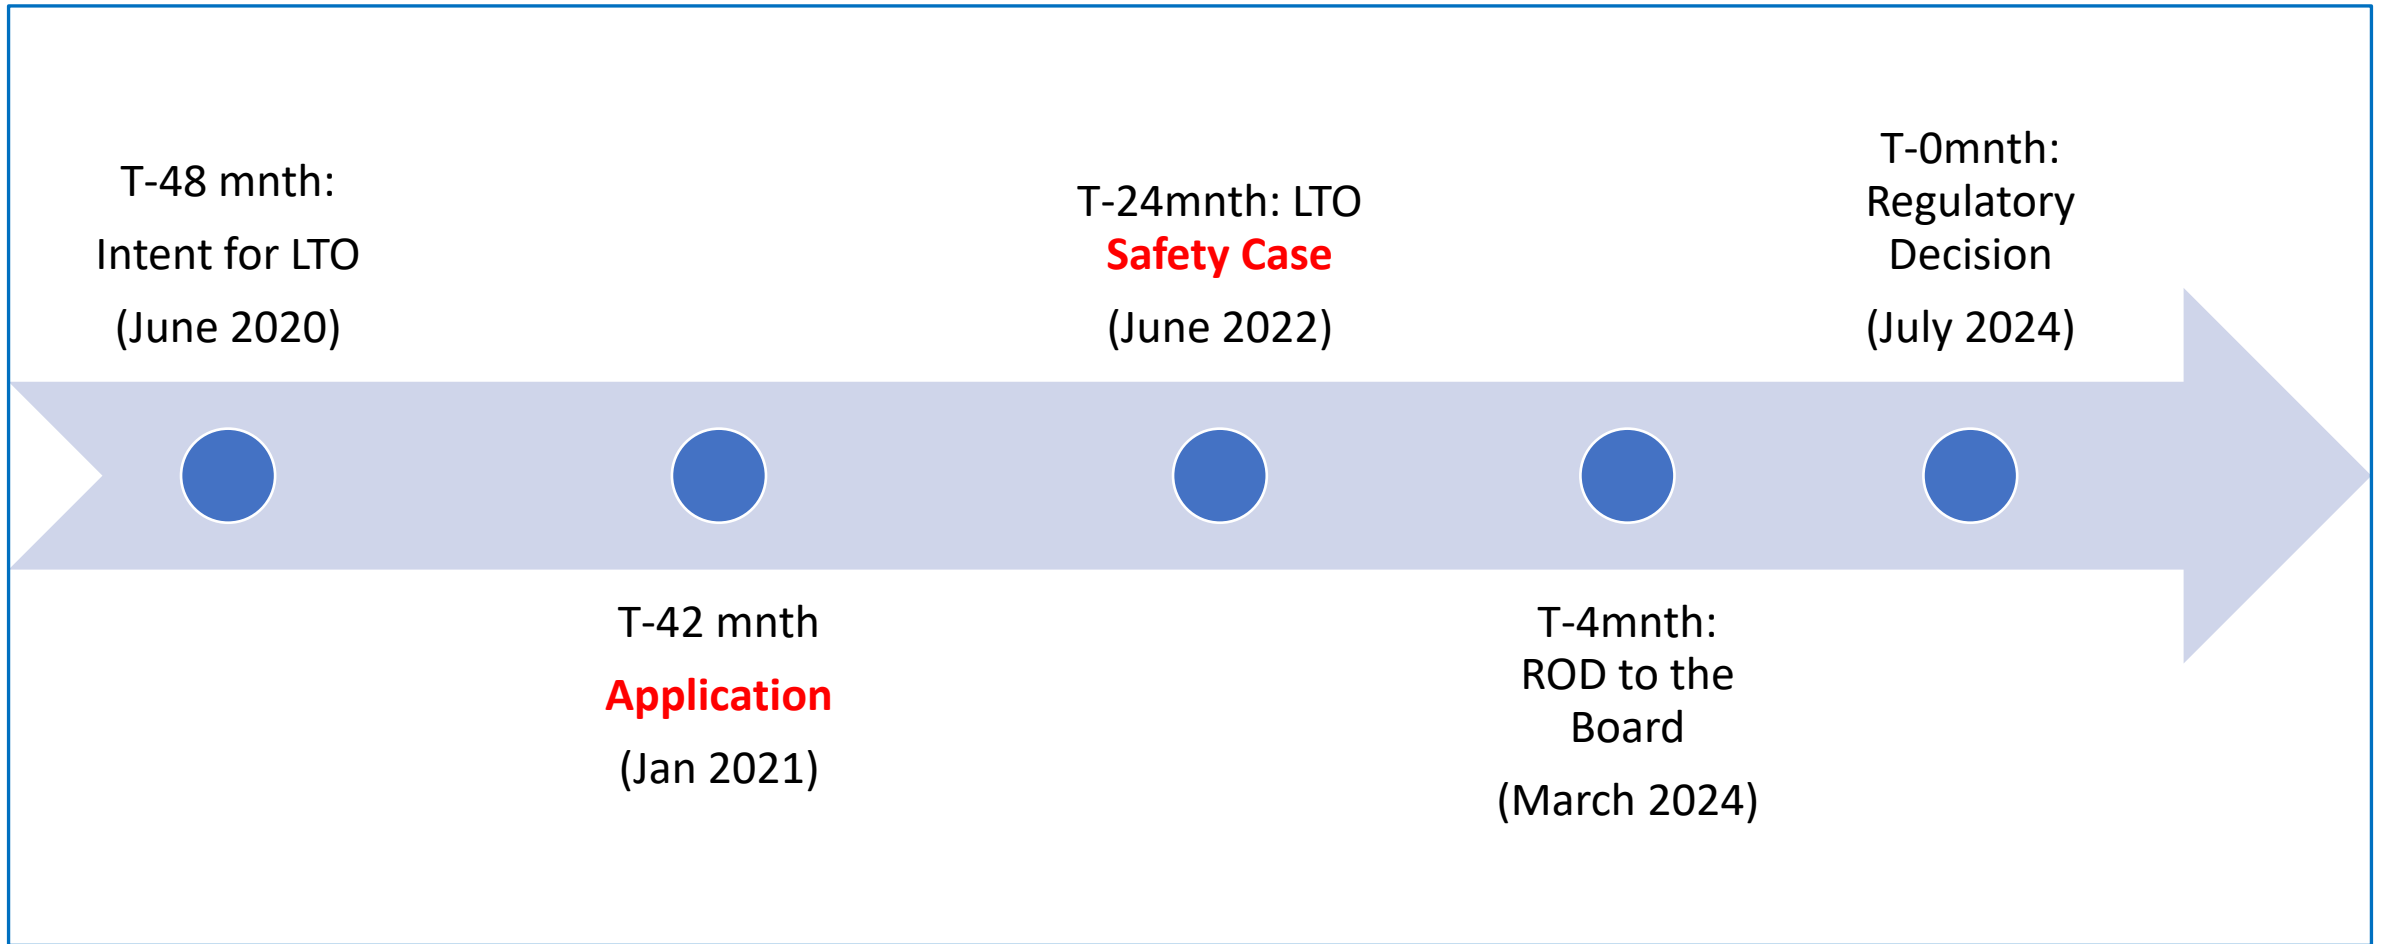 T-48 mnth:
Intent for LTO
(June 2020)
T-42 mnth
Application
(Jan 2021)
T-24mnth: LTO
Safety Case
(June 2022)
T-4mnth:
ROD to the
Board
(March 2024)
T-0mnth:
Regulatory
Decision
(July 2024)